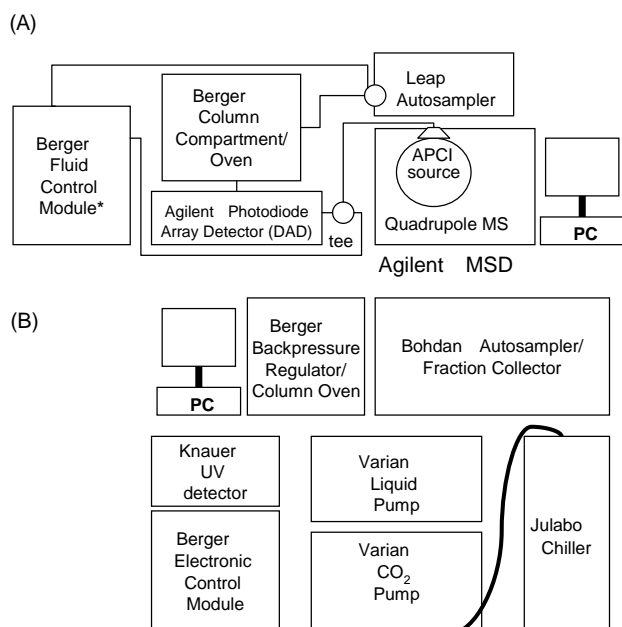 (A)
Leap
Autosampler
Berger
Column
Compartment/
Oven
Berger
Fluid
Control
Module*
APCI
source
Agilent Photodiode
Array Detector (DAD)
tee
Quadrupole MS
PC
Agilent MSD
(B)
Berger
Backpressure
Regulator/
Column Oven
Bohdan Autosampler/
Fraction Collector
PC
Knauer
UV
detector
Varian
Liquid
Pump
Julabo
Chiller
Berger
Electronic
Control
Module
Varian
CO₂
Pump